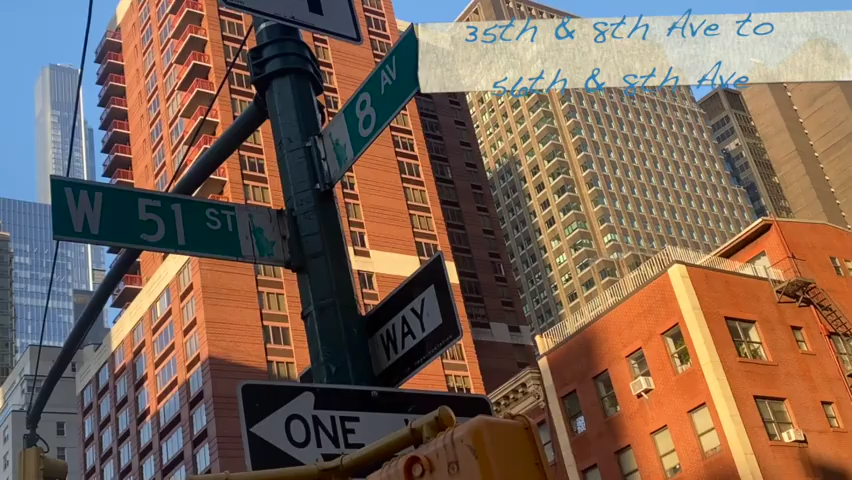 35th & 8th Ave to
56th & 8th Ave
8 AV
W 51 ST
WAY
ONE